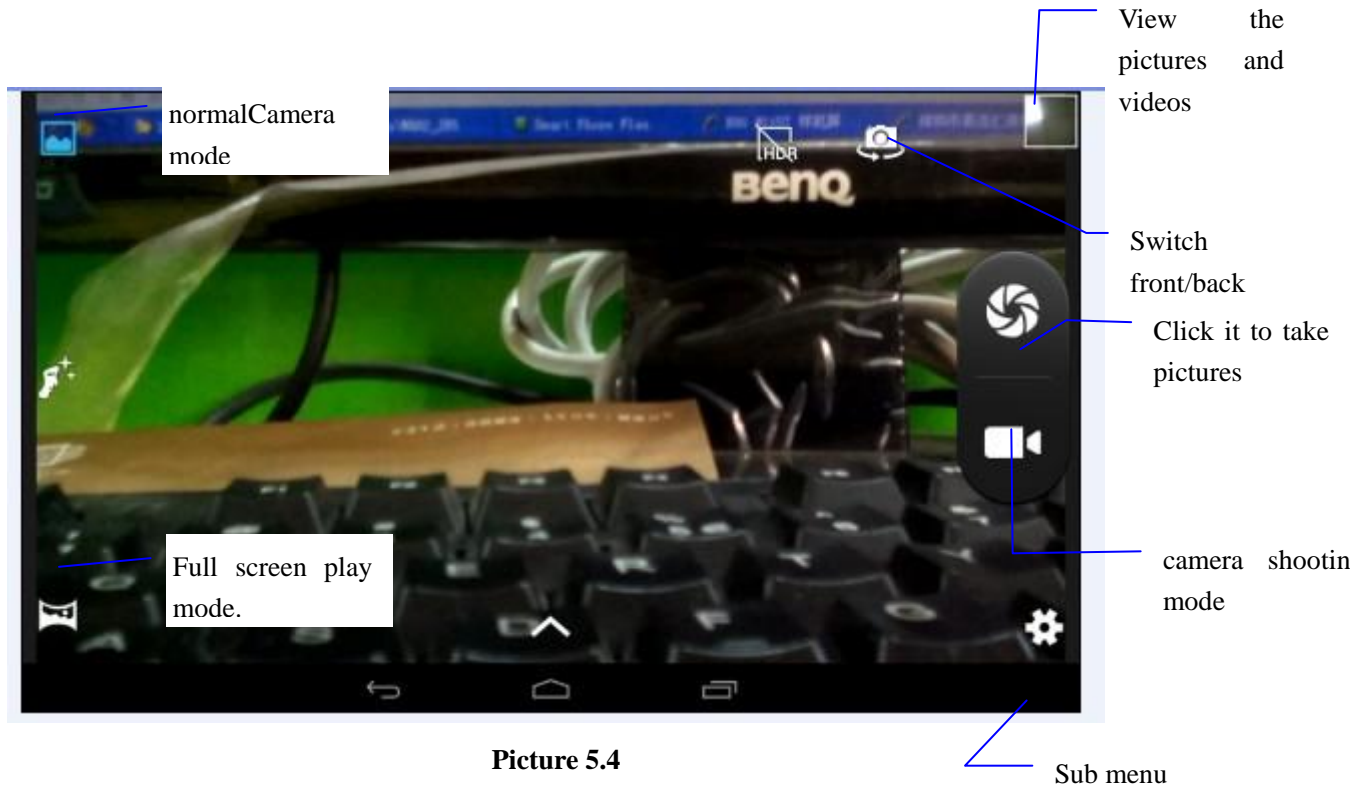 View the
pictures and
videos
normalCamera
mode
HDR
BenQ
Switch
front/back
Click it to take
pictures
Full screen play
mode.
camera shootin
mode
Picture 5.4
Sub menu